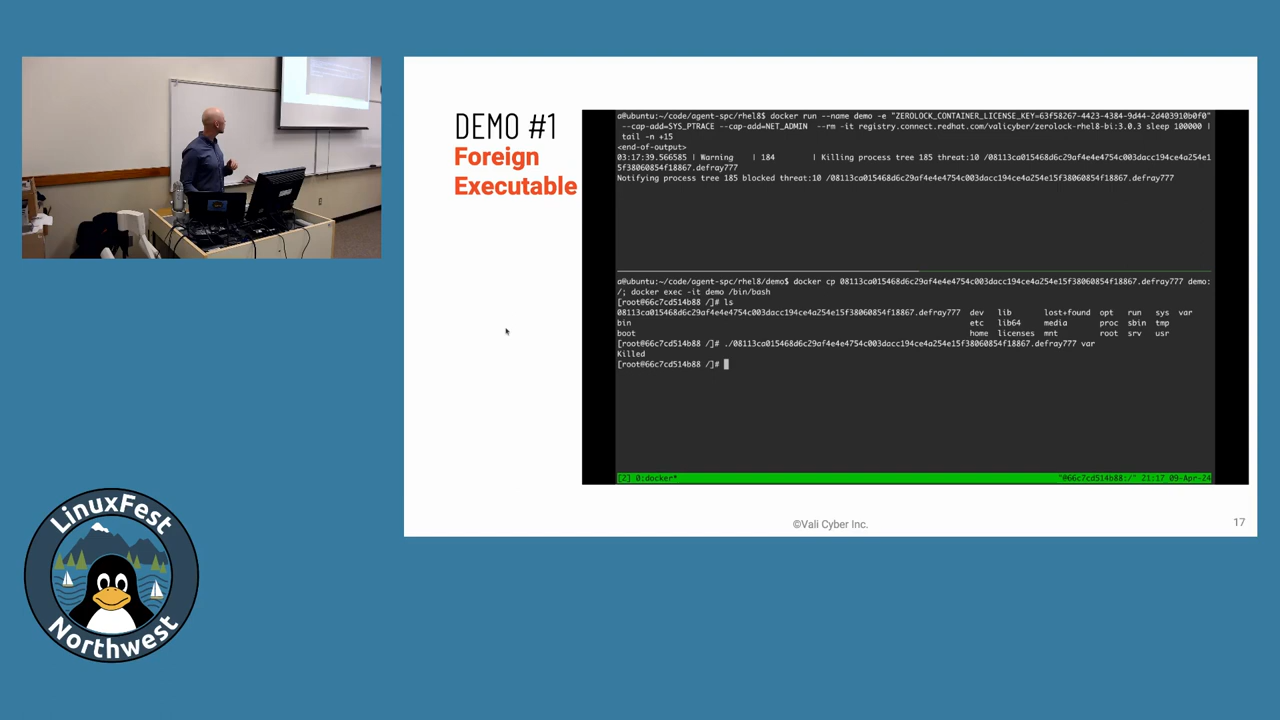 DEMO #1
Foreign
Executable
a@ubuntu:~/code/agent-spc/rhel8$ docker run --name demo -e "ZEROLOCK_CONTAINER_LICENSE_KEY=63f58267-4423-4384-9d44-2d403910b0f0"
--cap-add=SYS_PTRACE --cap-add=NET_ADMIN --rm -it registry.connect.redhat.com/valicyber/zerolock-rhel8-bi:3.0.3 sleep 100000 |
tail -n +15
<end-of-output>
03:17:39.566585 | Warning | 184 | Killing process tree 185 threat:10 /08113ca015468d6c29af4e4e4754c003dacc194ce4a254e1
5f38060854f18867.defray777
Notifying process tree 185 blocked threat:10 /08113ca015468d6c29af4e4e4754c003dacc194ce4a254e15f38060854f18867.defray777
a@ubuntu:~/code/agent-spc/rhel8/demo$ docker cp 08113ca015468d6c29af4e4e4754c003dacc194ce4a254e15f38060854f18867.defray777 demo:
/; docker exec -it demo /bin/bash
[root@66c7cd514b88 /]# ls
08113ca015468d6c29af4e4e4754c003dacc194ce4a254e15f38060854f18867.defray777 dev lib lost+found opt run sys var
bin etc lib64 media proc sbin tmp
boot home licenses mnt root srv usr
[root@66c7cd514b88 /]# ./08113ca015468d6c29af4e4e4754c003dacc194ce4a254e15f38060854f18867.defray777 var
Killed
[root@66c7cd514b88 /]#
[2] 0:docker* "@66c7cd514b88:/" 21:17 09-Apr-24
©Vali Cyber Inc.
17
LinuxFest
Northwest